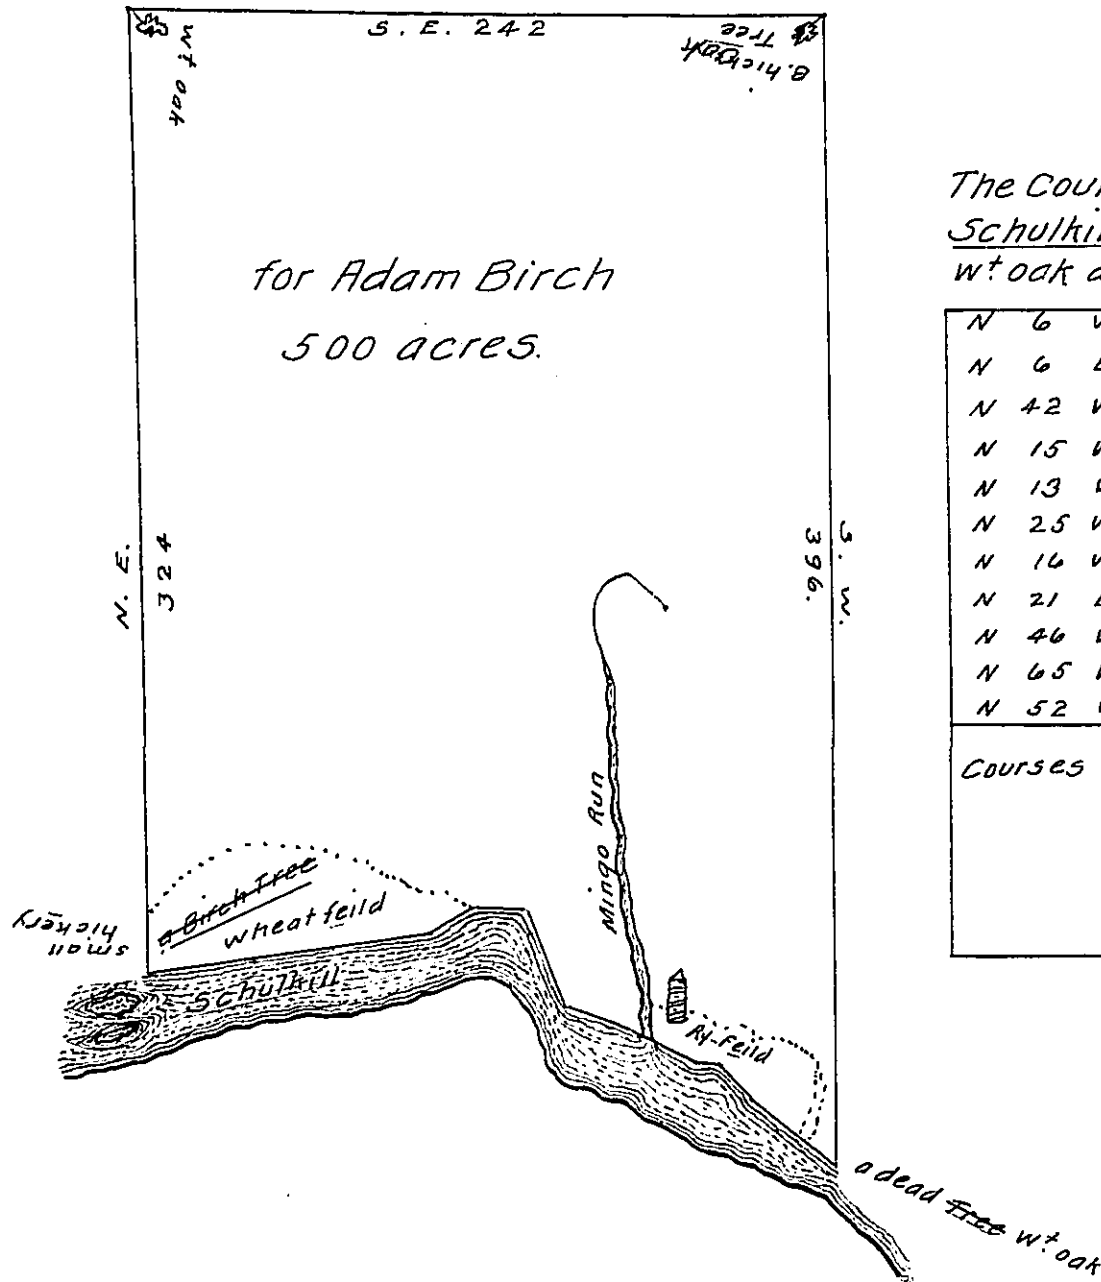 S. E. 242
wt oak
B. hickory
Tree
for Adam Birch
500 acres.
N. E.
324
S. W.
396.
Mingo Run
a Birch Tree
wheat feild
small
hickery
Schulkill
Ry-Feild
a dead Tree wt oak
The Cou
Schulkil
wt oak a
N 6
N 6
N 42 W
N 15 W
N 13
N 25 W
N 16 W
N 21
N 46
N 65
N 52
Courses